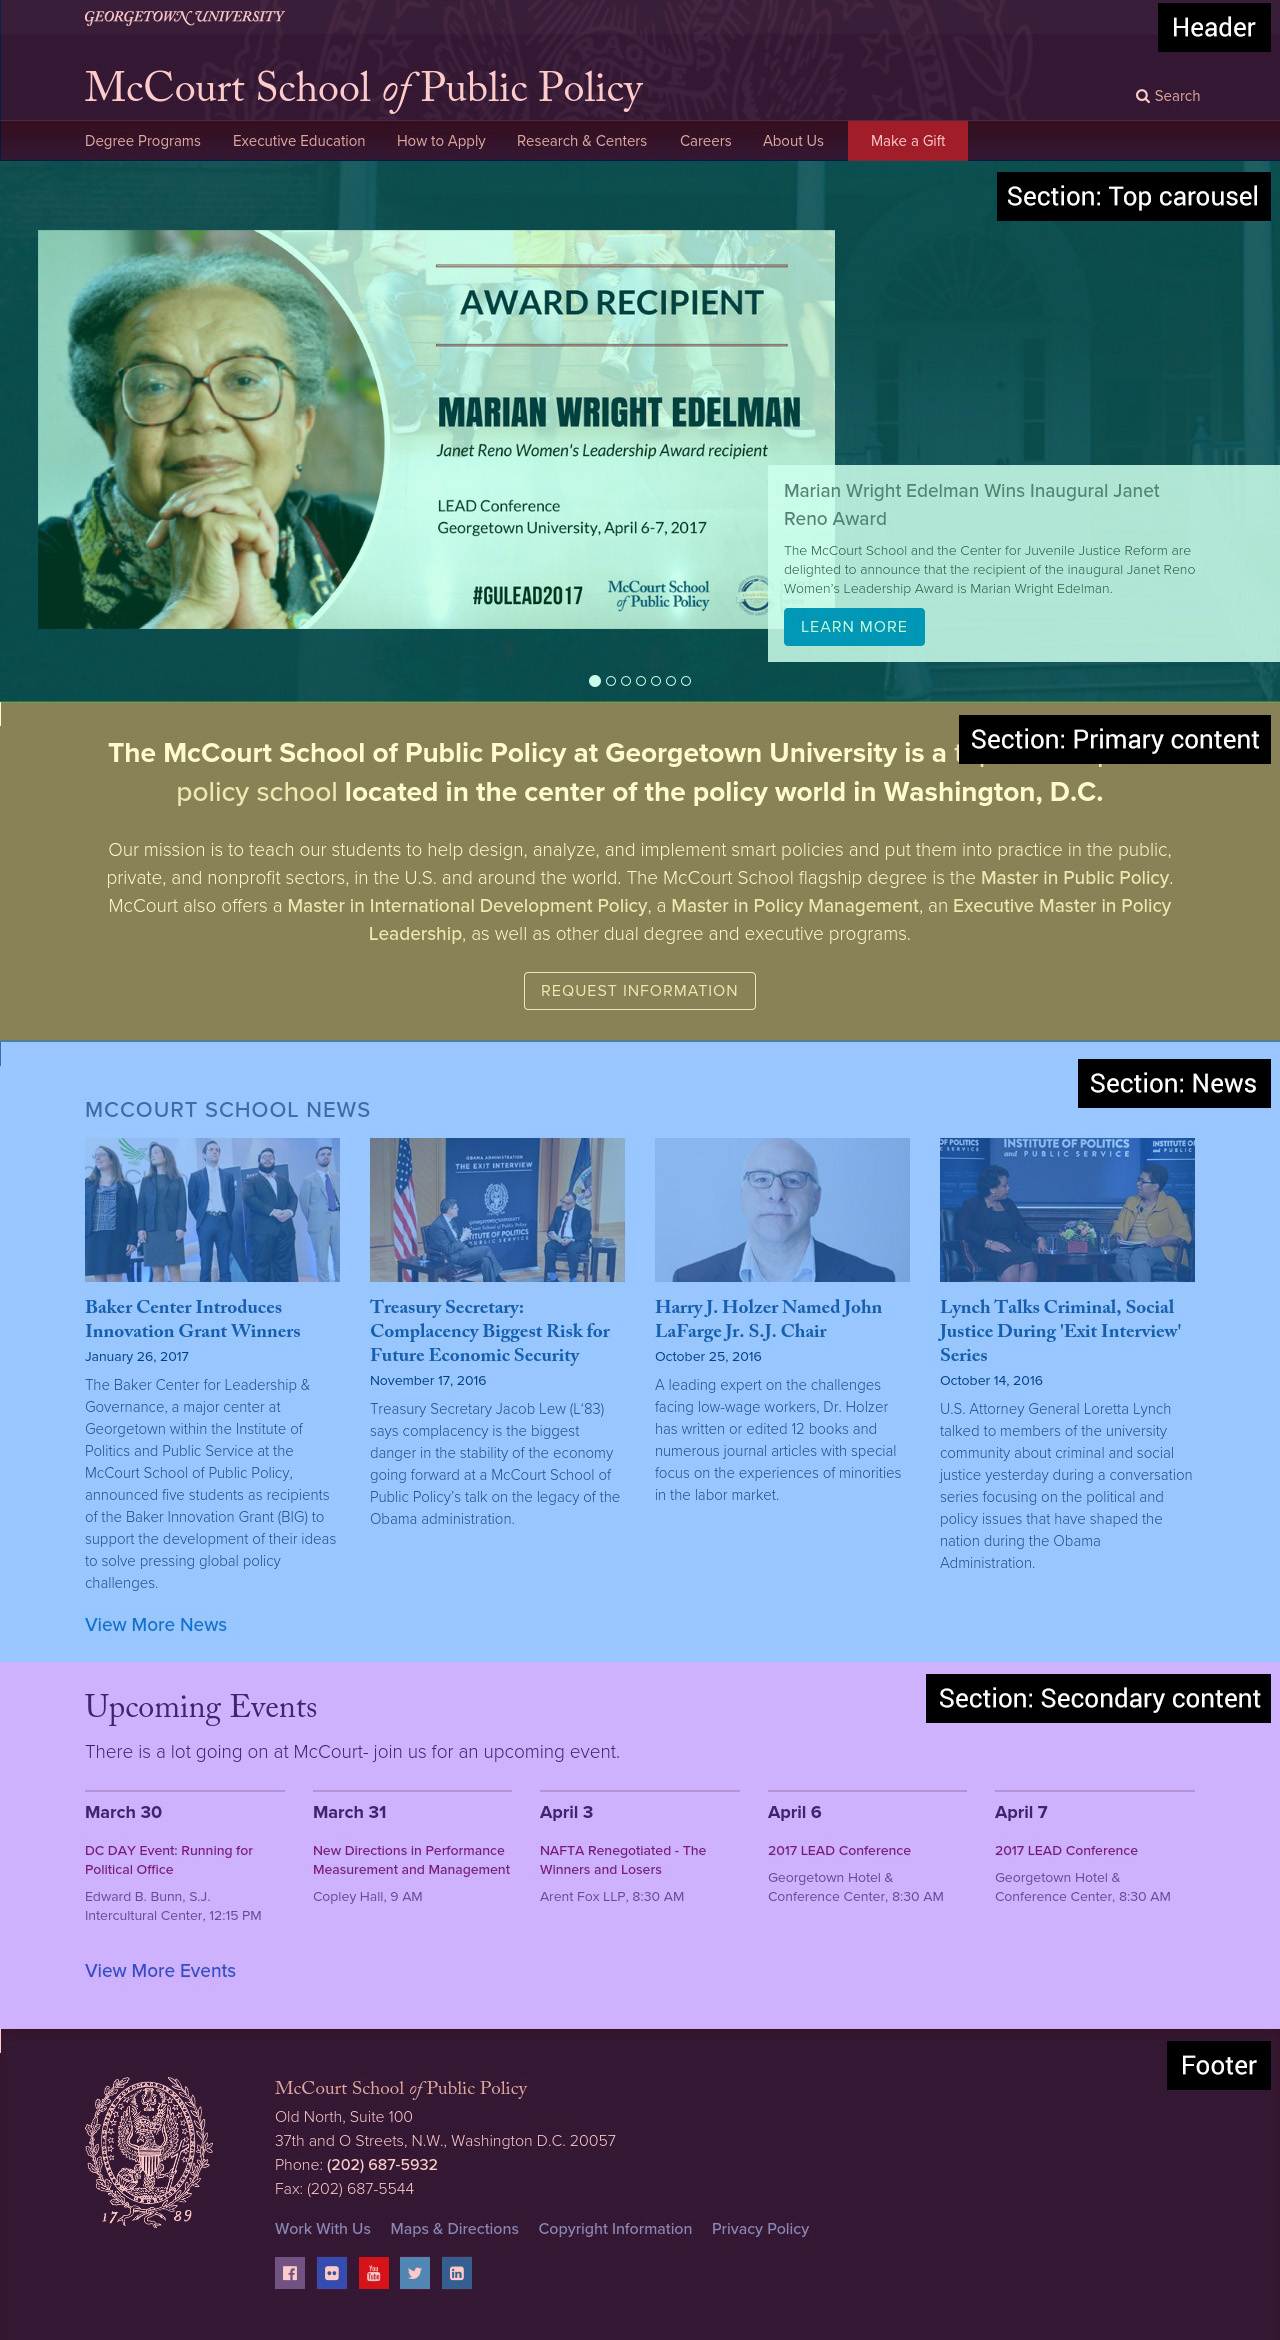 GEORGETOWN UNIVERSITY
Header
McCourt School of Public Policy
Search
Degree Programs Executive Education How to Apply Research & Centers Careers About Us Make a Gift
Section: Top carousel
AWARD RECIPIENT
MARIAN WRIGHT EDELMAN
Janet Reno Women's Leadership Award recipient
LEAD Conference
Georgetown University, April 6-7, 2017
#GULEAD2017
McCourt School
of Public Policy
Marian Wright Edelman Wins Inaugural Janet
Reno Award
The McCourt School and the Center for Juvenile Justice Reform are
delighted to announce that the recipient of the inaugural Janet Reno
Women's Leadership Award is Marian Wright Edelman.
LEARN MORE
Section: Primary content
The McCourt School of Public Policy at Georgetown University is a
policy school located in the center of the policy world in Washington, D.C.
Our mission is to teach our students to help design, analyze, and implement smart policies and put them into practice in the public,
private, and nonprofit sectors, in the U.S. and around the world. The McCourt School flagship degree is the Master in Public Policy.
McCourt also offers a Master in International Development Policy, a Master in Policy Management, an Executive Master in Policy
Leadership, as well as other dual degree and executive programs.
REQUEST INFORMATION
Section: News
MCCOURT SCHOOL NEWS
OBAMA ADMINISTRATION
THE EXIT INTERVIEW
INSTITUTE OF POLITICS
and PUBLIC SERVICE
Baker Center Introduces
Innovation Grant Winners
January 26, 2017
The Baker Center for Leadership &
Governance, a major center at
Georgetown within the Institute of
Politics and Public Service at the
McCourt School of Public Policy,
announced five students as recipients
of the Baker Innovation Grant (BIG) to
support the development of their ideas
to solve pressing global policy
challenges.
Treasury Secretary:
Complacency Biggest Risk for
Future Economic Security
November 17, 2016
Treasury Secretary Jacob Lew (L'83)
says complacency is the biggest
danger in the stability of the economy
going forward at a McCourt School of
Public Policy's talk on the legacy of the
Obama administration.
Harry J. Holzer Named John
LaFarge Jr. S.J. Chair
October 25, 2016
A leading expert on the challenges
facing low-wage workers, Dr. Holzer
has written or edited 12 books and
numerous journal articles with special
focus on the experiences of minorities
in the labor market.
Lynch Talks Criminal, Social
Justice During 'Exit Interview'
Series
October 14, 2016
U.S. Attorney General Loretta Lynch
talked to members of the university
community about criminal and social
justice yesterday during a conversation
series focusing on the political and
policy issues that have shaped the
nation during the Obama
Administration.
View More News
Section: Secondary content
Upcoming Events
There is a lot going on at McCourt- join us for an upcoming event.
March 30
DC DAY Event: Running for
Political Office
Edward B. Bunn, S.J.
Intercultural Center, 12:15 PM
March 31
New Directions in Performance
Measurement and Management
Copley Hall, 9 AM
April 3
NAFTA Renegotiated - The
Winners and Losers
Arent Fox LLP, 8:30 AM
April 6
2017 LEAD Conference
Georgetown Hotel &
Conference Center, 8:30 AM
April 7
2017 LEAD Conference
Georgetown Hotel &
Conference Center, 8:30 AM
View More Events
Footer
17 89
McCourt School of Public Policy
Old North, Suite 100
37th and O Streets, N.W., Washington D.C. 20057
Phone: (202) 687-5932
Fax: (202) 687-5544
Work With Us Maps & Directions Copyright Information Privacy Policy
You Tube